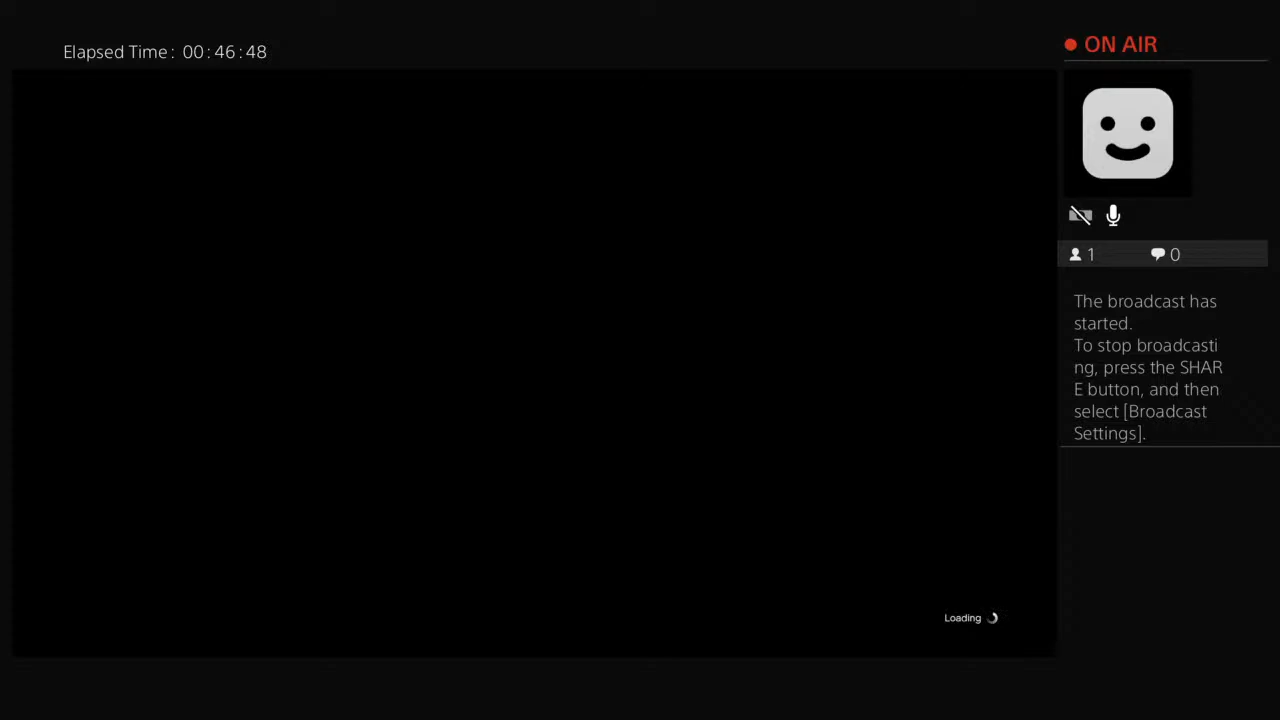 Elapsed Time: 00:46:48
ON AIR
1 0
The broadcast has
started.
To stop broadcasti
ng, press the SHAR
E button, and then
select [Broadcast
Settings].
Loading